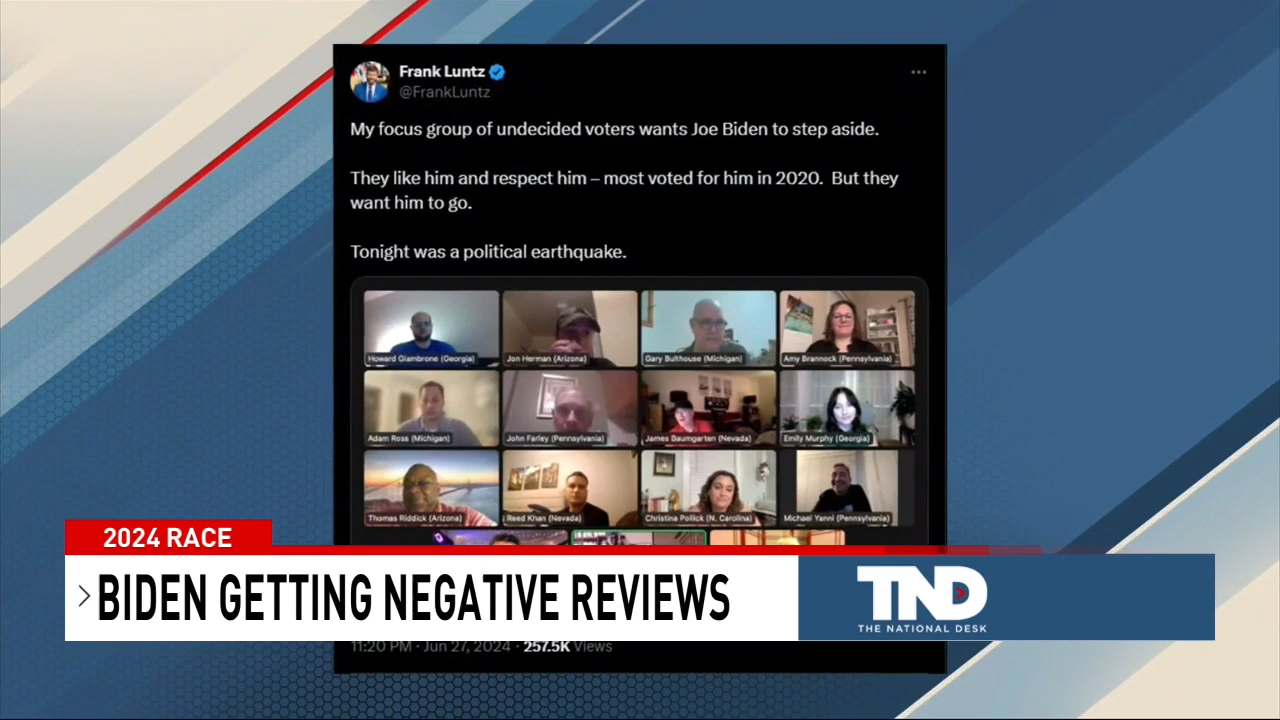 Frank Luntz
@FrankLuntz
My focus group of undecided voters wants Joe Biden to step aside.
They like him and respect him – most voted for him in 2020. But they
want him to go.
Tonight was a political earthquake.
Howard Giambrone (Georgia)
Jon Herman (Arizona)
Gary Bulthouse (Michigan)
Amy Brannock (Pennsylvania)
Adam Ross (Michigan)
John Farley (Pennsylvania)
James Baumgarten (Nevada)
Emily Murphy (Georgia)
Thomas Riddick (Arizona)
Reed Khan (Nevada)
Christina Pollick (N. Carolina)
Michael Yanni (Pennsylvania)
2024 RACE
BIDEN GETTING NEGATIVE REVIEWS
TND
THE NATIONAL DESK
11:20 PM · Jun 27, 2024 · 257.5K Views